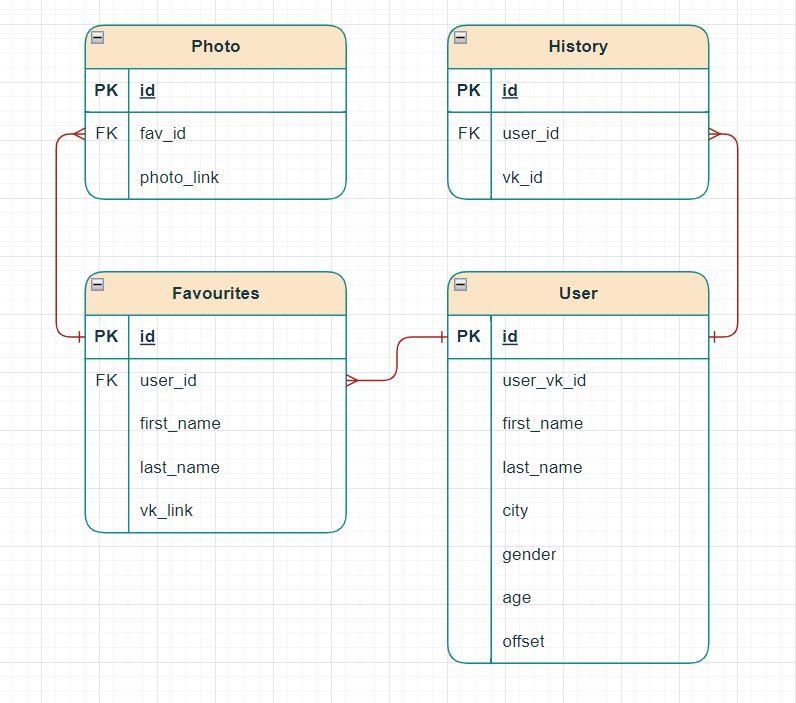 Photo
PK id
FK fav_id
photo_link
History
PK id
FK user_id
vk_id
Favourites
PK id
FK user_id
first_name
last_name
vk_link
User
PK id
user_vk_id
first_name
last_name
city
gender
age
offset